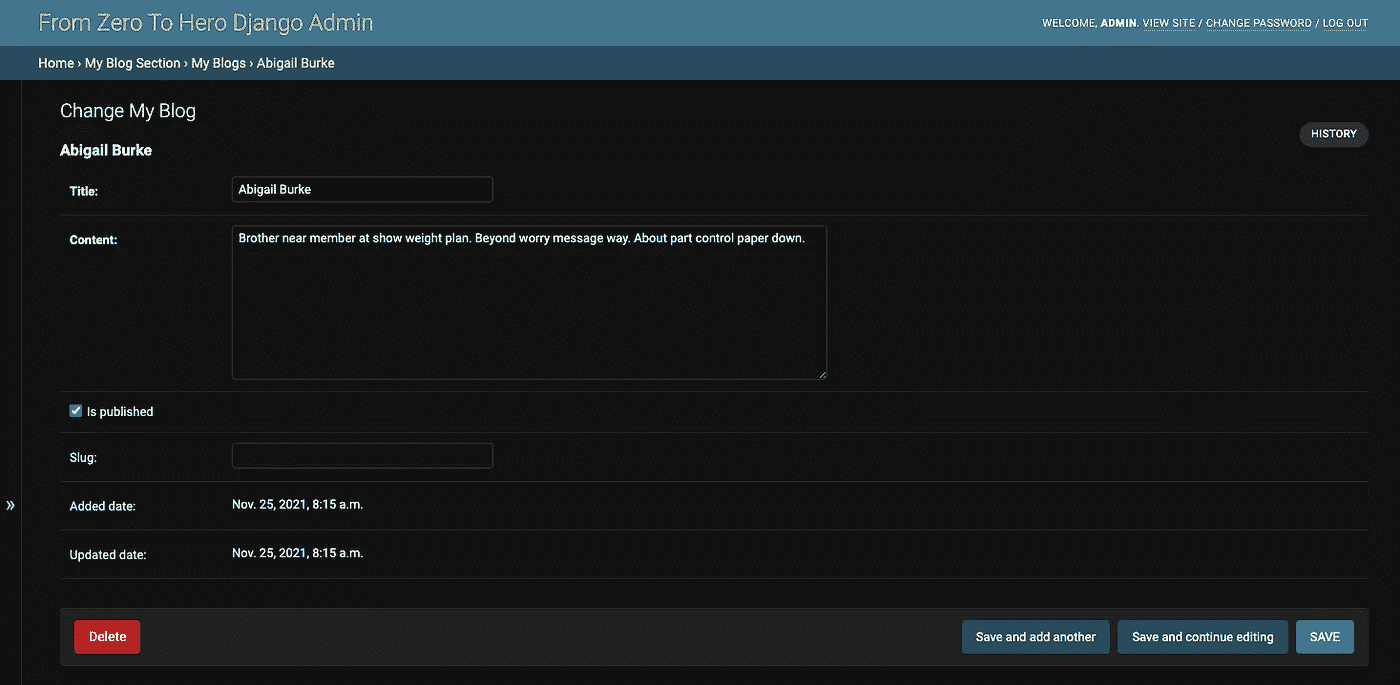 From Zero To Hero Django Admin
WELCOME, ADMIN. VIEW SITE / CHANGE PASSWORD / LOG OUT
Home › My Blog Section › My Blogs › Abigail Burke
Change My Blog
HISTORY
Abigail Burke
Title: Abigail Burke
Content: Brother near member at show weight plan. Beyond worry message way. About part control paper down.
Is published
Slug:
»
Added date: Nov. 25, 2021, 8:15 a.m.
Updated date: Nov. 25, 2021, 8:15 a.m.
Delete Save and add another Save and continue editing SAVE